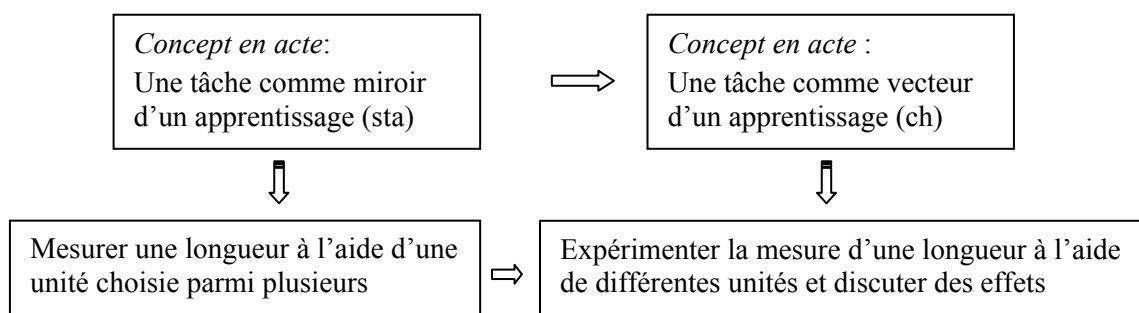 Concept en acte:
Une tâche comme miroir
d'un apprentissage (sta)
Concept en acte :
Une tâche comme vecteur
d'un apprentissage (ch)
Mesurer une longueur à l'aide d'une
unité choisie parmi plusieurs
Expérimenter la mesure d'une longueur à l'aide
de différentes unités et discuter des effets